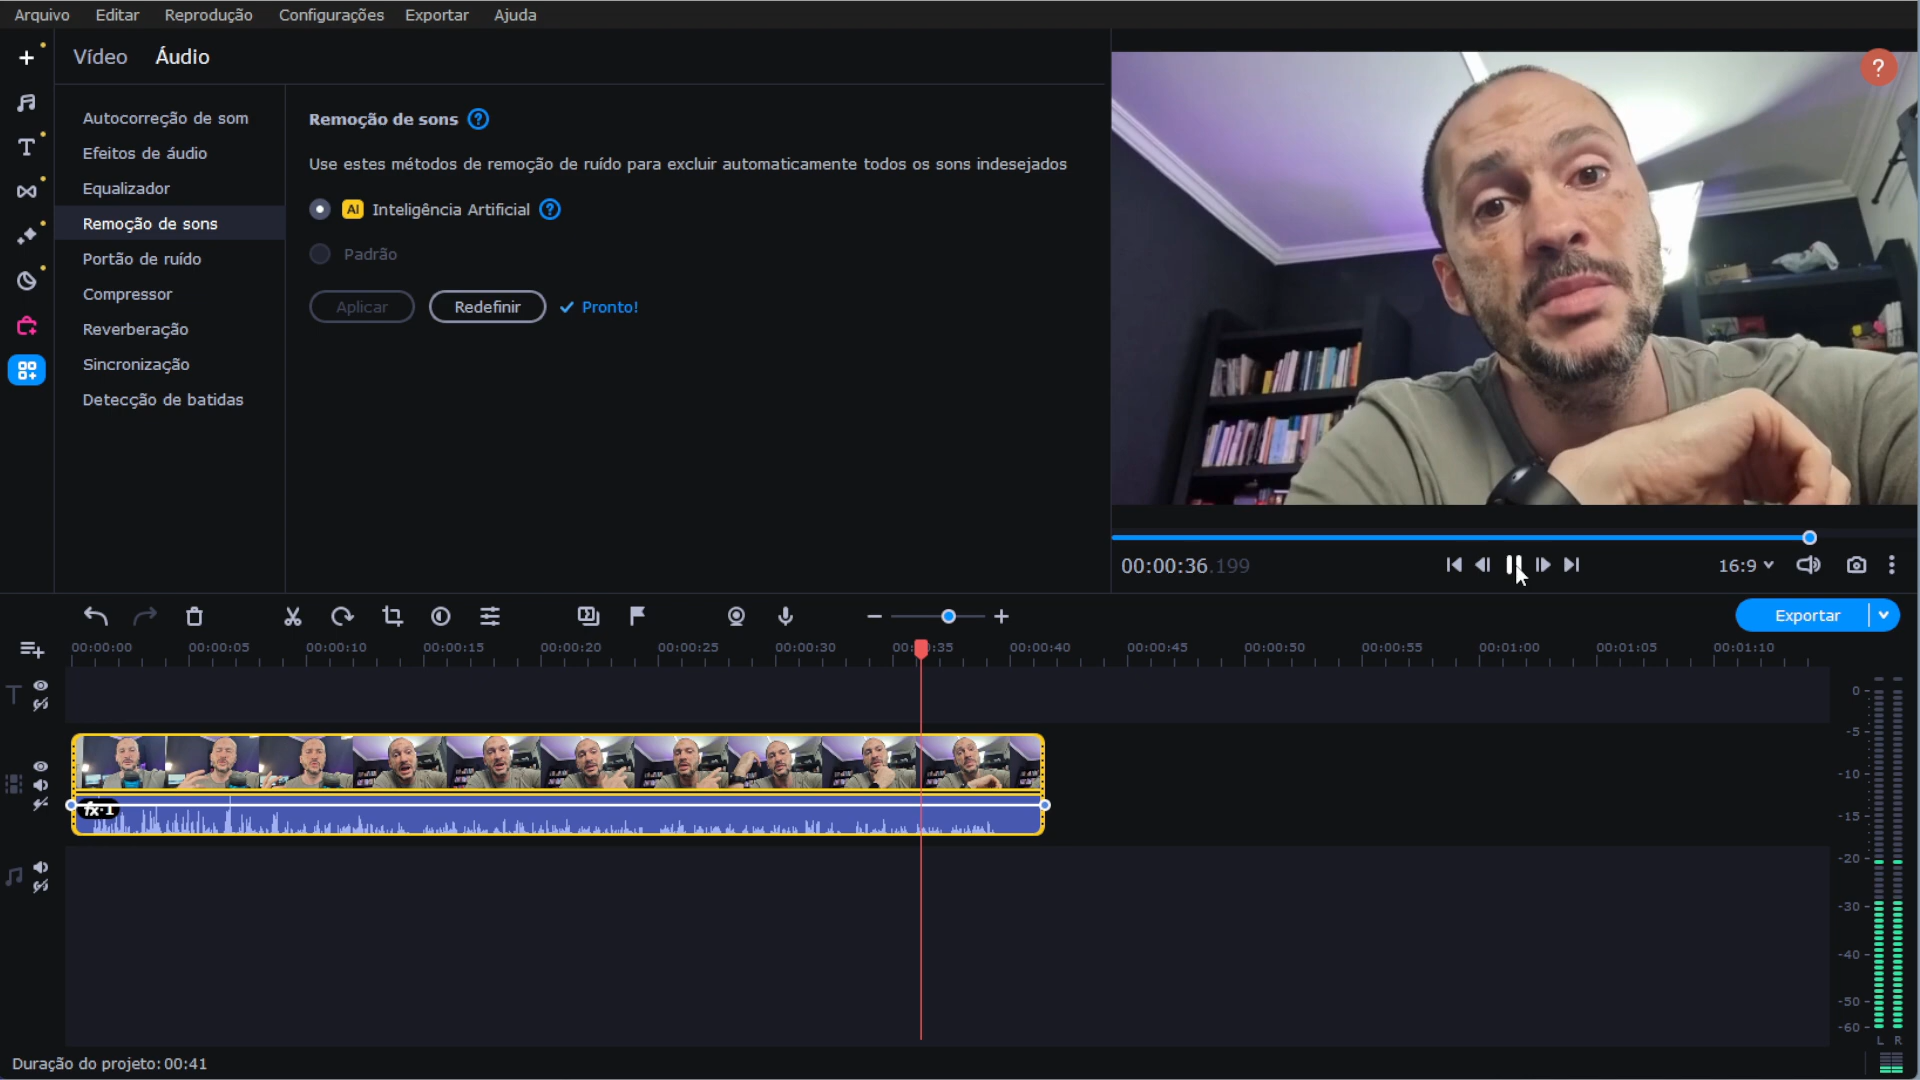 Arquivo Editar Reprodução Configurações Exportar Ajuda
Vídeo Áudio
Autocorreção de som
Efeitos de áudio
Equalizador
Remoção de sons
Portão de ruído
Compressor
Reverberação
Sincronização
Detecção de batidas
Remoção de sons ?
Use estes métodos de remoção de ruído para excluir automaticamente todos os sons indesejados
AI Inteligência Artificial ?
Padrão
Aplicar Redefinir Pronto!
?
00:00:36.199
16:9
Exportar
00:00:00 00:00:05 00:00:10 00:00:15 00:00:20 00:00:25 00:00:30 :35 00:00:40 00:00:45 00:00:50 00:00:55 00:01:00 00:01:05 00:01:10
T
fx·1
0
-5
-10
-15
-20
-30
-40
-50
-60
L R
Duração do projeto: 00:41